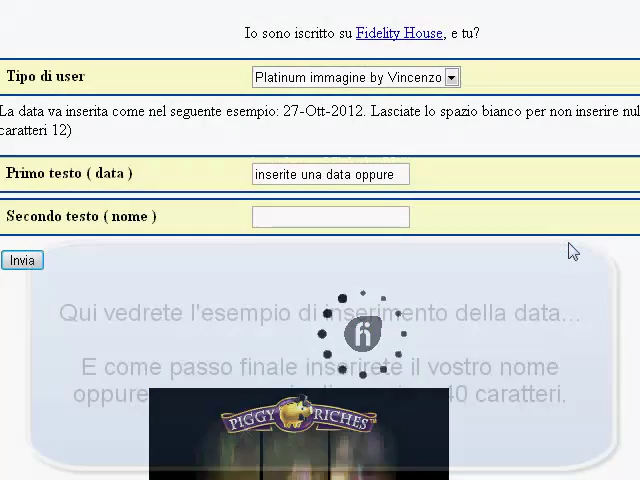 Io sono iscritto su Fidelity House, e tu?
Tipo di user
Platinum immagine by Vincenzo
La data va inserita come nel seguente esempio: 27-Ott-2012. Lasciate lo spazio bianco per non inserire nul
caratteri 12)
Primo testo ( data )
inserite una data oppure
Secondo testo ( nome )
Invia
Qui vedrete l'esempio di inserimento della data...
fi
E come passo finale inserirete il vostro nome
oppure 40 caratteri.
PIGGY RICHES